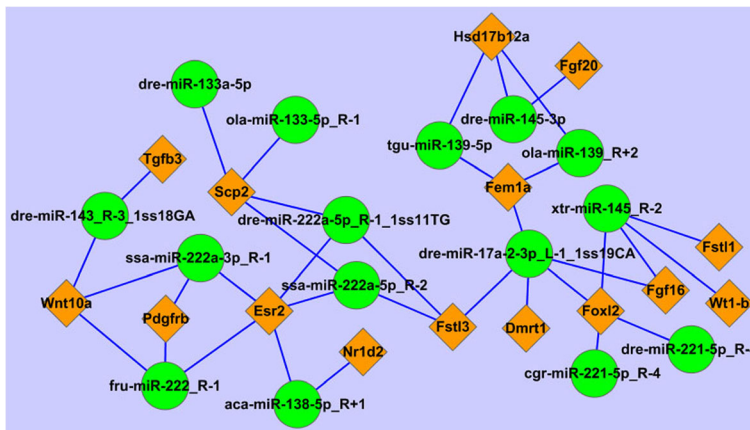 Hsd17b12a
Fgf20
dre-miR-133a-5p
ola-miR-133-5p_R-1
dre-miR-145-3p
tgu-miR-139-5p
ola-miR-139_R+2
Tgfb3
Scp2
Fem1a
dre-miR-143_R-3_1ss18GA
dre-miR-222a-5p_R-1_1ss11TG
xtr-miR-145_R-2
ssa-miR-222a-3p_R-1
dre-miR-17a-2-3p_L-1_1ss19CA
Fstl1
ssa-miR-222a-5p_R-2
Fgf16
Wnt10a
Wt1-b
Pdgfrb
Esr2
Fstl3
Dmrt1
Foxl2
Nr1d2
dre-miR-221-5p_R-
cgr-miR-221-5p_R-4
fru-miR-222_R-1
aca-miR-138-5p_R+1